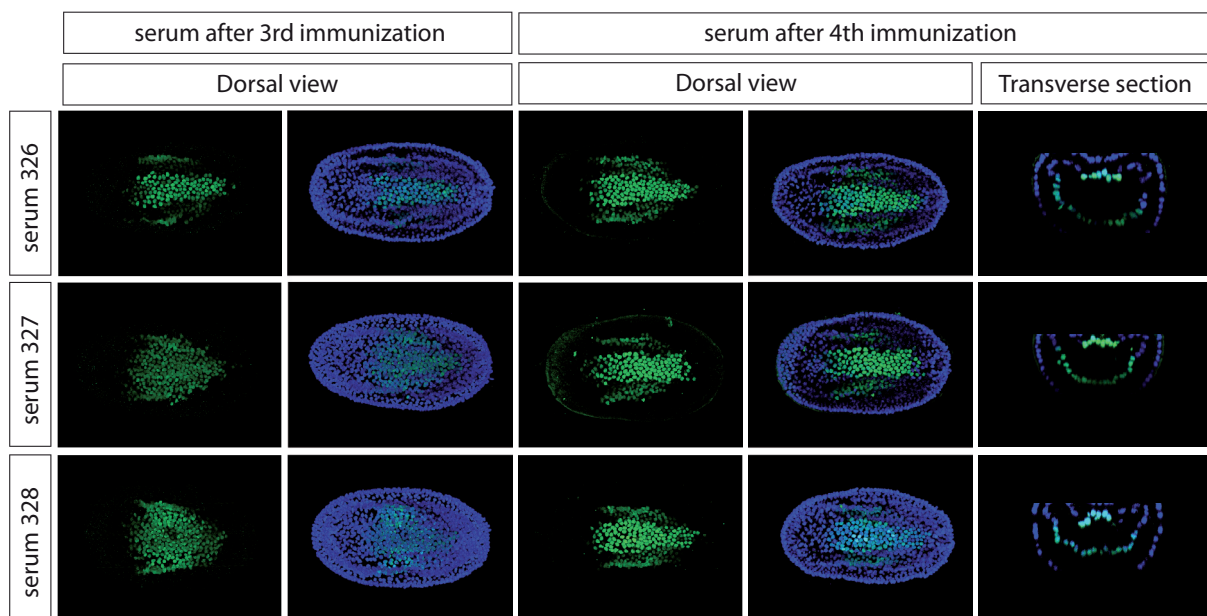 serum after 3rd immunization
serum after 4th immunization
Dorsal view
Dorsal view
Transverse section
serum 326
serum 327
serum 328